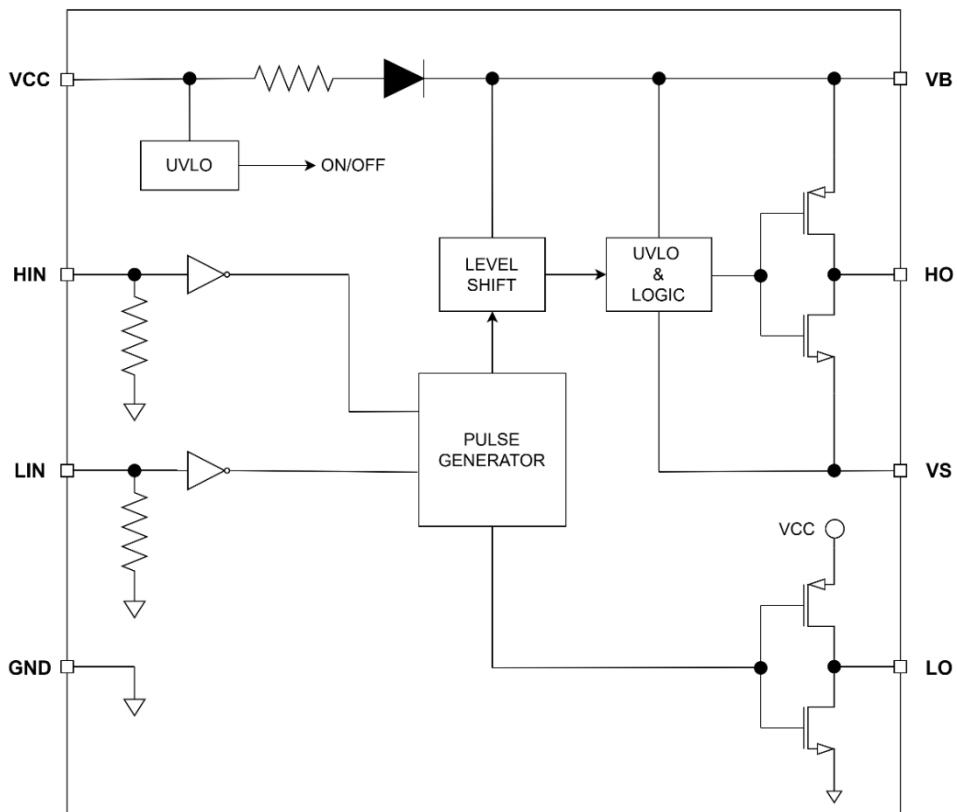 VCC
VB
UVLO
ON/OFF
HIN
LEVEL
SHIFT
UVLO
&
LOGIC
HO
PULSE
GENERATOR
LIN
VS
VCC
GND
LO